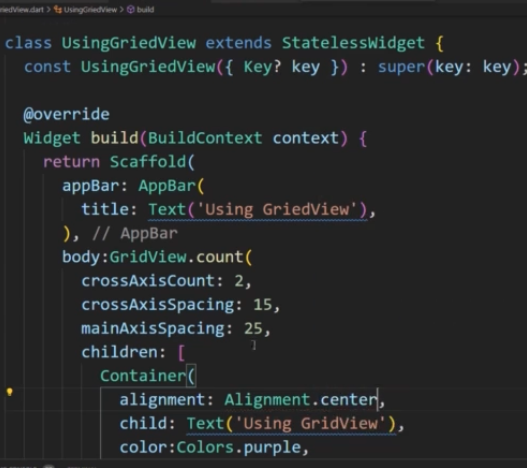 riedView.dart > UsingGriedView > build
class UsingGriedView extends StatelessWidget {
const UsingGriedView({ Key? key }) : super(key: key);
@override
Widget build(BuildContext context) {
return Scaffold(
appBar: AppBar(
title: Text('Using GriedView'),
), // AppBar
body:GridView.count(
crossAxisCount: 2,
crossAxisSpacing: 15,
mainAxisSpacing: 25,
children: [
Container(
alignment: Alignment.center,
child: Text('Using GridView'),
color:Colors.purple,